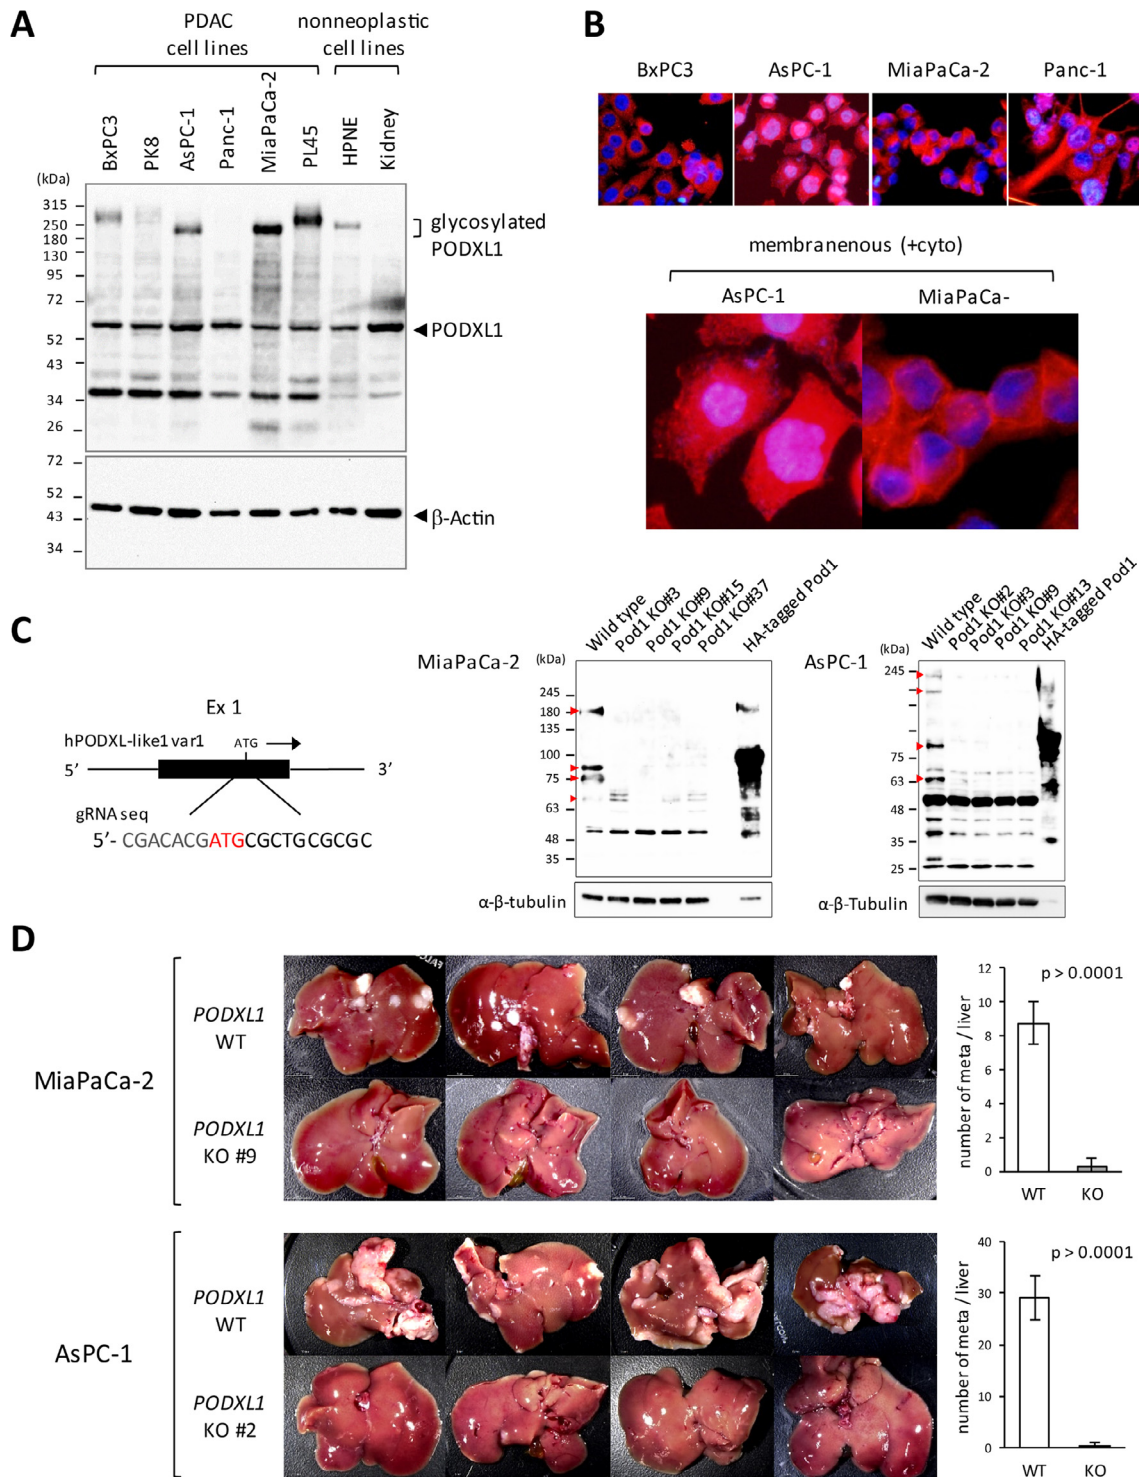 A
PDAC
cell lines
nonneoplastic
cell lines
BxPC3
PK8
AsPC-1
Panc-1
MiaPaCa-2
PL45
HPNE
Kidney
(kDa)
315
250
180
130
95
72
52
43
34
26
glycosylated
PODXL1
PODXL1
72
52
43
34
β-Actin
B
BxPC3
AsPC-1
MiaPaCa-2
Panc-1
membranenous (+cyto)
AsPC-1
MiaPaCa-
C
Ex 1
hPODXL-like1 var1
ATG
5’
3’
gRNA seq
5’- CGACACGATGCGCTGCGCGC
MiaPaCa-2
(kDa)
Wild type
Pod1 KO#3
Pod1 KO#9
Pod1 KO#15
Pod1 KO#37
HA-tagged Pod1
245
180
135
100
75
63
48
35
α-β-tubulin
AsPC-1
(kDa)
Wild type
Pod1 KO#2
Pod1 KO#3
Pod1 KO#9
Pod1 KO#13
HA-tagged Pod1
245
75
63
48
35
25
α-β-Tubulin
D
MiaPaCa-2
PODXL1
WT
PODXL1
KO #9
number of meta / liver
12
10
8
6
4
2
0
p > 0.0001
WT
KO
AsPC-1
PODXL1
WT
PODXL1
KO #2
number of meta / liver
40
30
20
10
0
p > 0.0001
WT
KO